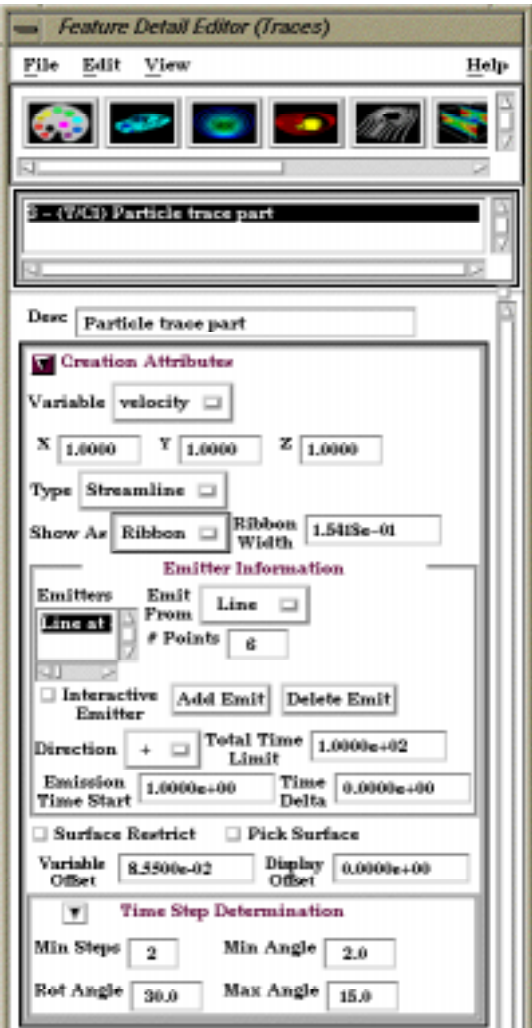 Feature Detail Editor (Traces)
File Edit View Help
3 - (T/C1) Particle trace part
Desc Particle trace part
Creation Attributes
Variable velocity
X 1.0000 Y 1.0000 Z 1.0000
Type Streamline
Show As Ribbon Ribbon Width 1.5418e-01
Emitter Information
Emitters Emit From Line
Line at
# Points 6
Interactive Emitter Add Emit Delete Emit
Direction + Total Time Limit 1.0000e+02
Emission Time Start 1.0000e+00 Time Delta 0.0000e+00
Surface Restrict Pick Surface
Variable Offset 8.5500e-02 Display Offset 0.0000e+00
Time Step Determination
Min Steps 2 Min Angle 2.0
Rot Angle 30.0 Max Angle 15.0